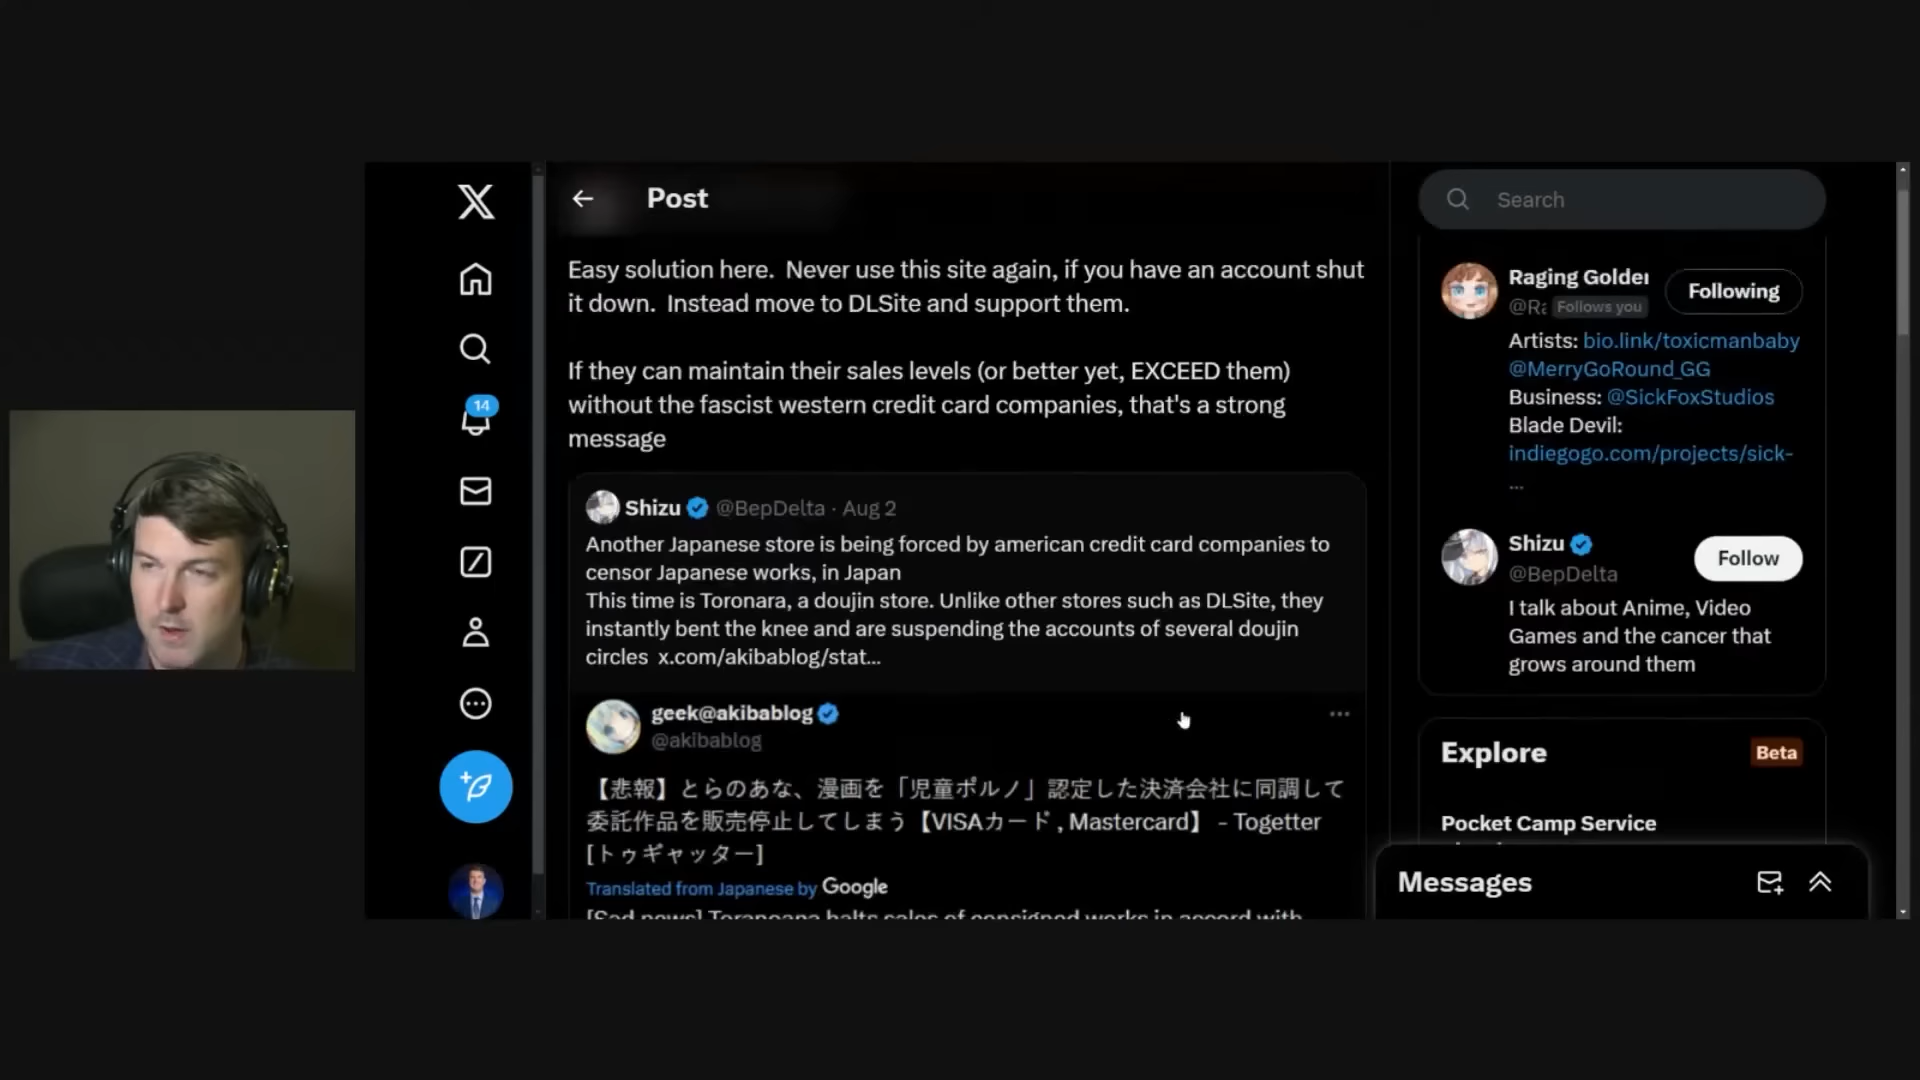 Post
Easy solution here. Never use this site again, if you have an account shut
it down. Instead move to DLSite and support them.
If they can maintain their sales levels (or better yet, EXCEED them)
without the fascist western credit card companies, that's a strong
message
Shizu @BepDelta · Aug 2
Another Japanese store is being forced by american credit card companies to
censor Japanese works, in Japan
This time is Toronara, a doujin store. Unlike other stores such as DLSite, they
instantly bent the knee and are suspending the accounts of several doujin
circles x.com/akibablog/stat...
geek@akibablog
@akibablog
【悲報】とらのあな、漫画を「児童ポルノ」認定した決済会社に同調して
委託作品を販売停止してしまう【VISAカード , Mastercard】 - Togetter
[トゥギャッター]
Translated from Japanese by Google
[Sad news] Toranoana halts sales of consigned works in accord with
14
Search
Raging Golden
Following
@Ra
Follows you
Artists: bio.link/toxicmanbaby
@MerryGoRound_GG
Business: @SickFoxStudios
Blade Devil:
indiegogo.com/projects/sick-
...
Shizu
@BepDelta
Follow
I talk about Anime, Video
Games and the cancer that
grows around them
Explore
Beta
Pocket Camp Service
Messages